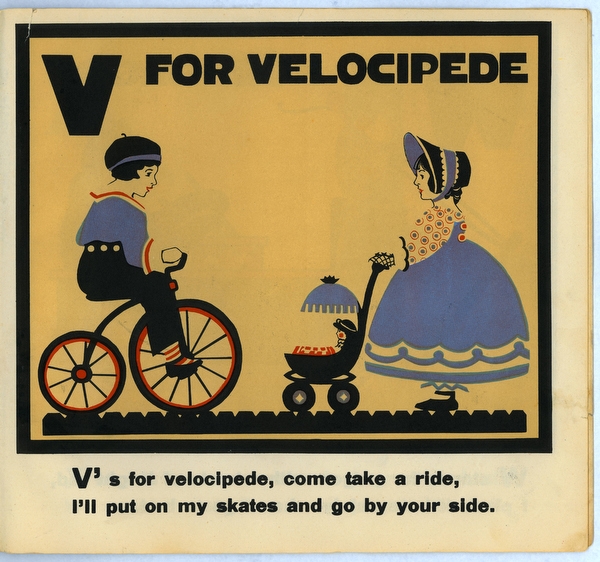 V FOR VELOCIPEDE
V's for velocipede, come take a ride,
I'll put on my skates and go by your side.